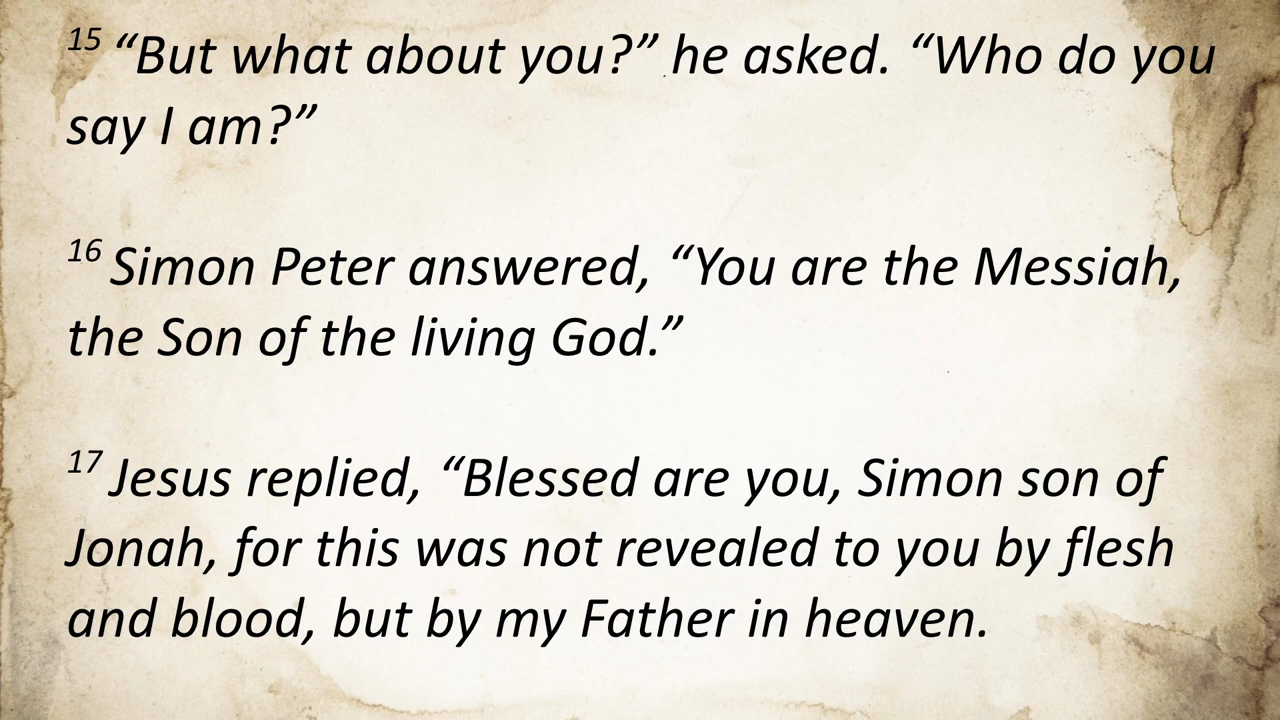 15 “But what about you?” he asked. “Who do you
say I am?”
16 Simon Peter answered, “You are the Messiah,
the Son of the living God.”
17 Jesus replied, “Blessed are you, Simon son of
Jonah, for this was not revealed to you by flesh
and blood, but by my Father in heaven.